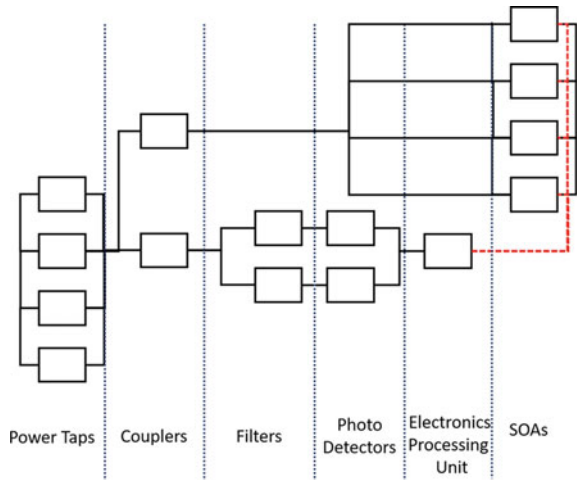 Power Taps
Couplers
Filters
Photo
Detectors
Electronics
Processing
Unit
SOAs